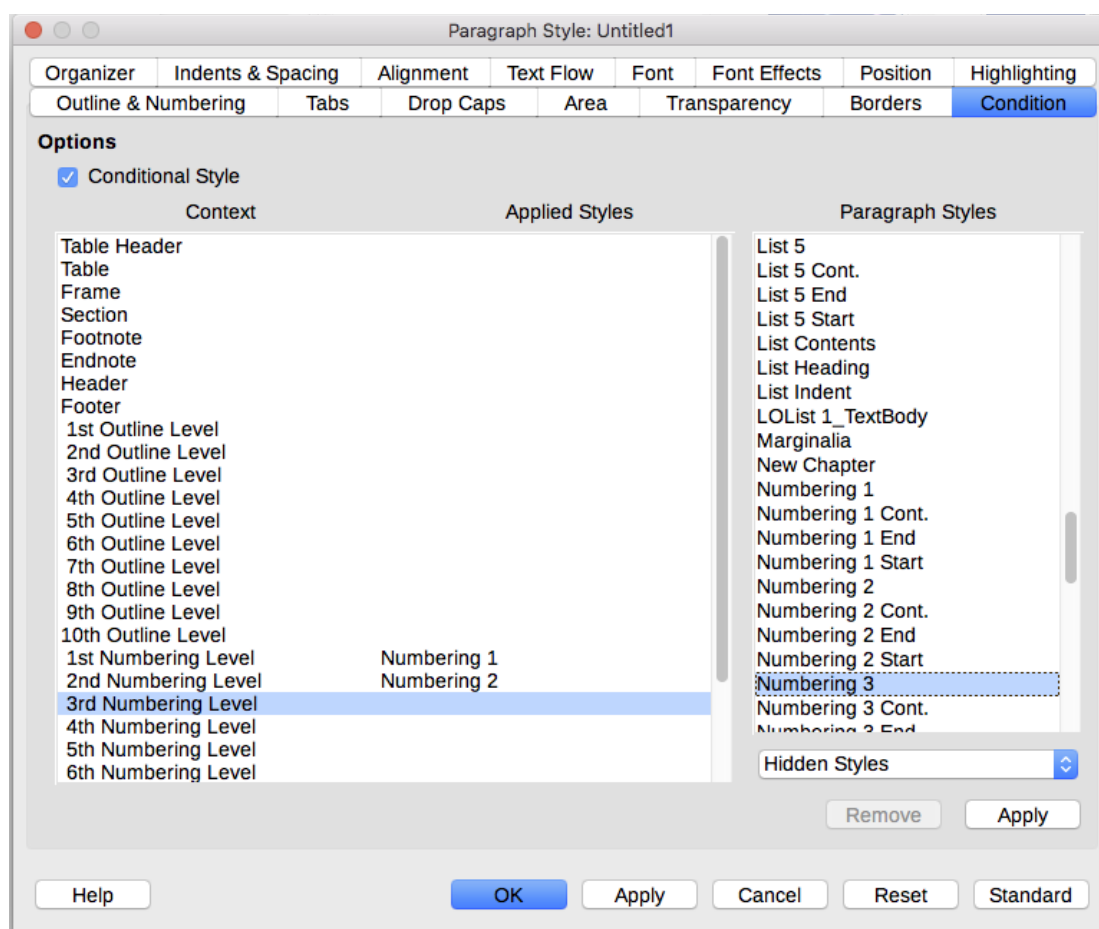 Paragraph Style: Untitled1
Organizer Indents & Spacing Alignment Text Flow Font Font Effects Position Highlighting
Outline & Numbering Tabs Drop Caps Area Transparency Borders Condition
Options
Conditional Style
Context Applied Styles Paragraph Styles
Table Header
Table
Frame
Section
Footnote
Endnote
Header
Footer
1st Outline Level
2nd Outline Level
3rd Outline Level
4th Outline Level
5th Outline Level
6th Outline Level
7th Outline Level
8th Outline Level
9th Outline Level
10th Outline Level
1st Numbering Level Numbering 1
2nd Numbering Level Numbering 2
3rd Numbering Level
4th Numbering Level
5th Numbering Level
6th Numbering Level
List 5
List 5 Cont.
List 5 End
List 5 Start
List Contents
List Heading
List Indent
LOList 1_TextBody
Marginalia
New Chapter
Numbering 1
Numbering 1 Cont.
Numbering 1 End
Numbering 1 Start
Numbering 2
Numbering 2 Cont.
Numbering 2 End
Numbering 2 Start
Numbering 3
Numbering 3 Cont.
Numbering 3 End
Hidden Styles
Remove Apply
Help OK Apply Cancel Reset Standard